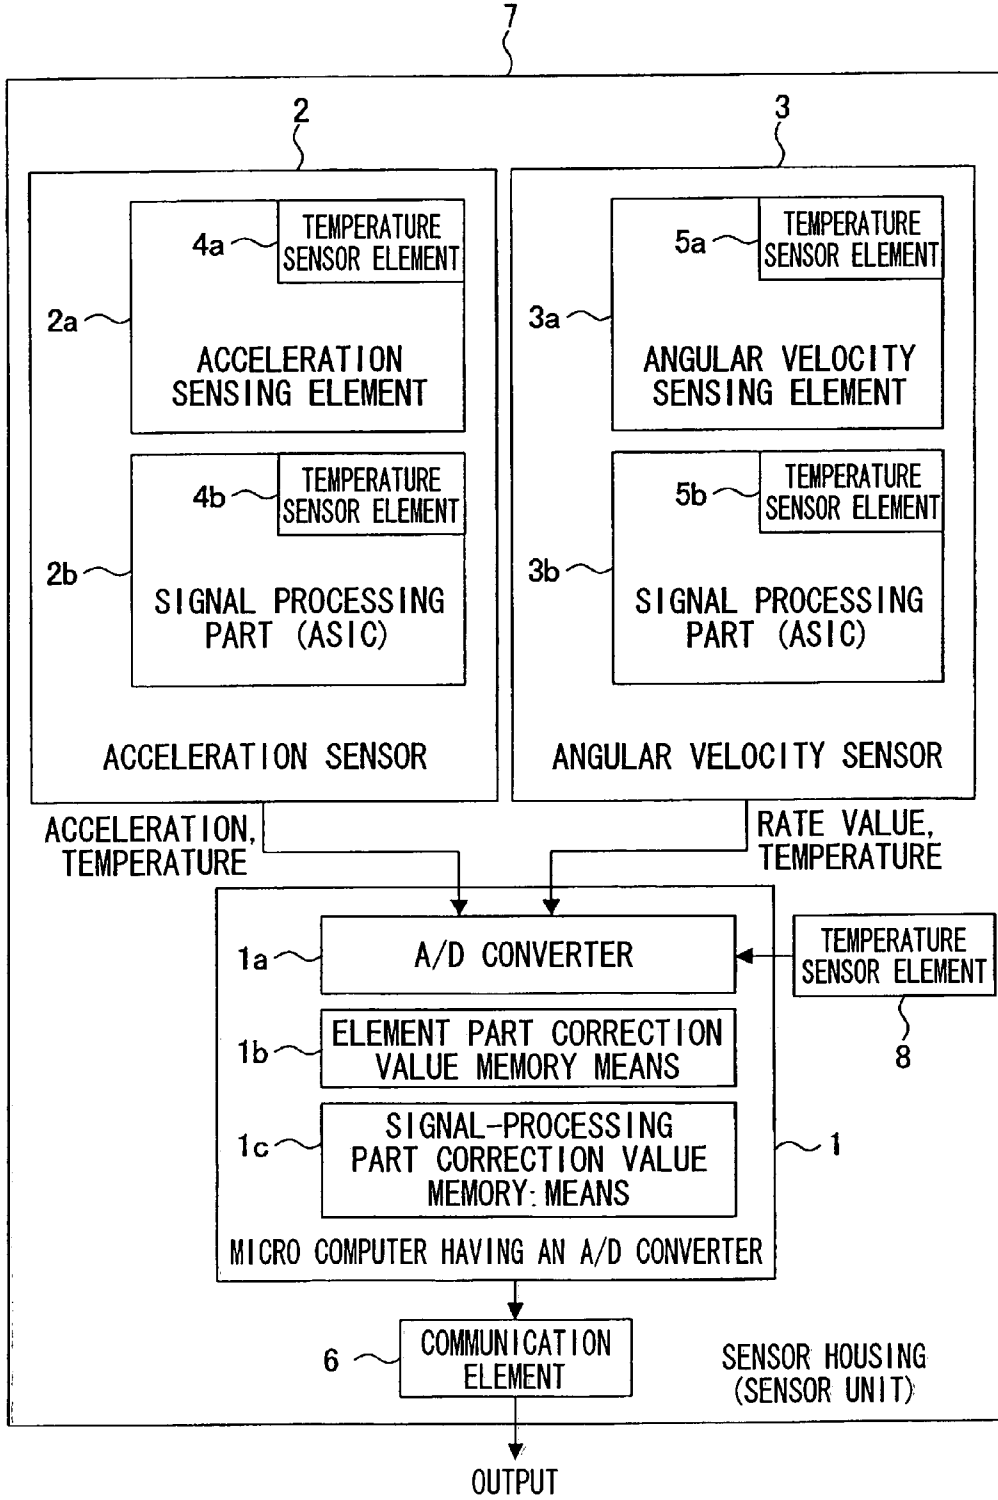 7
2
3
4a
TEMPERATURE
SENSOR ELEMENT
2a
ACCELERATION
SENSING ELEMENT
4b
TEMPERATURE
SENSOR ELEMENT
2b
SIGNAL PROCESSING
PART (ASIC)
ACCELERATION SENSOR
5a
TEMPERATURE
SENSOR ELEMENT
3a
ANGULAR VELOCITY
SENSING ELEMENT
5b
TEMPERATURE
SENSOR ELEMENT
3b
SIGNAL PROCESSING
PART (ASIC)
ANGULAR VELOCITY SENSOR
ACCELERATION,
TEMPERATURE
RATE VALUE,
TEMPERATURE
1a
A/D CONVERTER
TEMPERATURE
SENSOR ELEMENT
8
1b
ELEMENT PART CORRECTION
VALUE MEMORY MEANS
1c
SIGNAL-PROCESSING
PART CORRECTION VALUE
MEMORY: MEANS
1
MICRO COMPUTER HAVING AN A/D CONVERTER
6
COMMUNICATION
ELEMENT
SENSOR HOUSING
(SENSOR UNIT)
OUTPUT